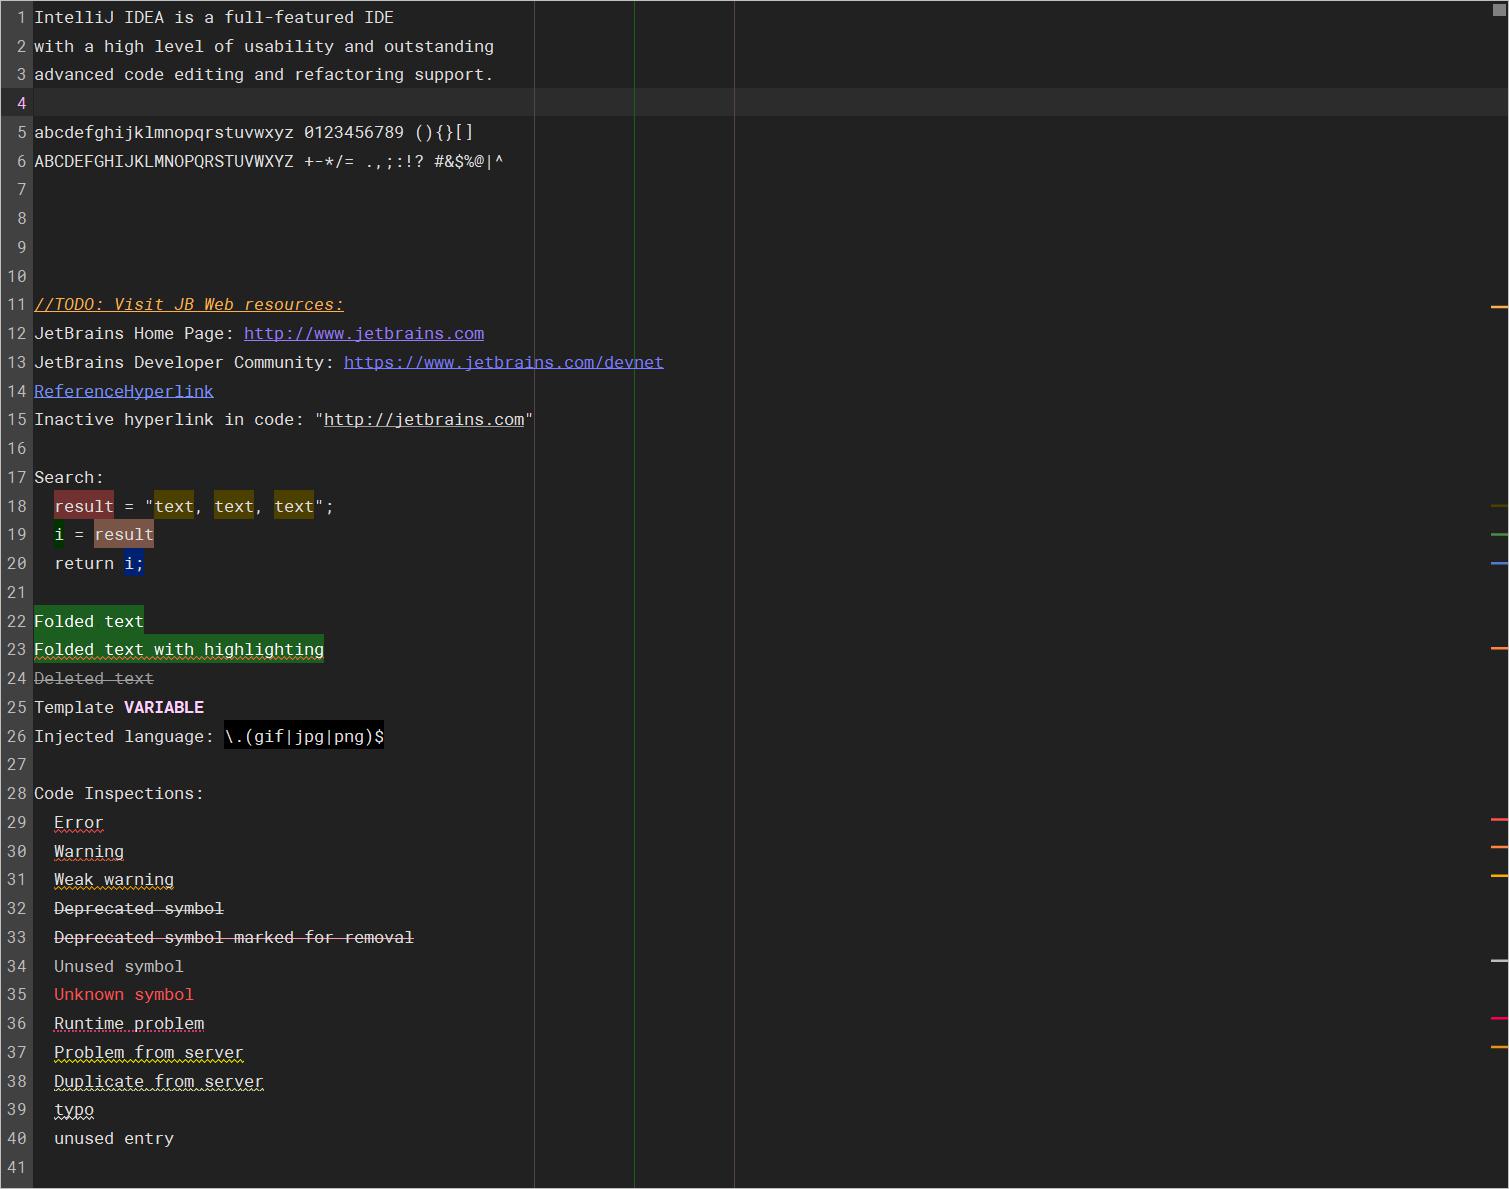 1 IntelliJ IDEA is a full-featured IDE
2 with a high level of usability and outstanding
3 advanced code editing and refactoring support.
4
5 abcdefghijklmnopqrstuvwxyz 0123456789 (){}[]
6 ABCDEFGHIJKLMNOPQRSTUVWXYZ +-*/= .,;:!? #&$%@|^
7
8
9
10
11 //TODO: Visit JB Web resources:
12 JetBrains Home Page: http://www.jetbrains.com
13 JetBrains Developer Community: https://www.jetbrains.com/devnet
14 ReferenceHyperlink
15 Inactive hyperlink in code: "http://jetbrains.com"
16
17 Search:
18   result = "text, text, text";
19   i = result
20   return i;
21
22 Folded text
23 Folded text with highlighting
24 Deleted text
25 Template VARIABLE
26 Injected language: \.(gif|jpg|png)$
27
28 Code Inspections:
29   Error
30   Warning
31   Weak warning
32   Deprecated symbol
33   Deprecated symbol marked for removal
34   Unused symbol
35   Unknown symbol
36   Runtime problem
37   Problem from server
38   Duplicate from server
39   typo
40   unused entry
41